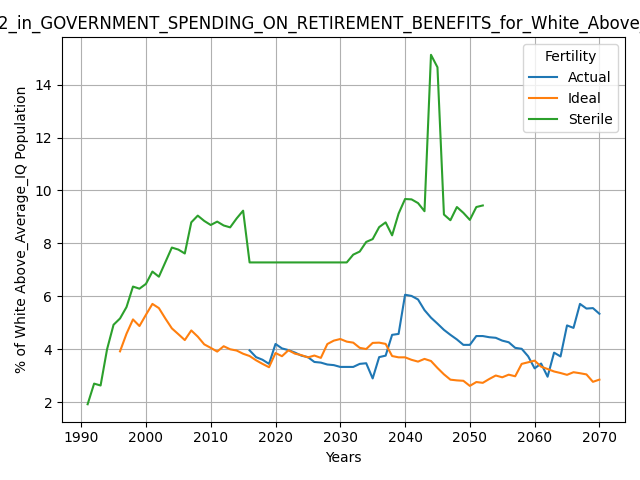 2_in_GOVERNMENT_SPENDING_ON_RETIREMENT_BENEFITS_for_White_Above_
Fertility
Actual
Ideal
Sterile
% of White Above_Average_IQ Population
14
12
10
8
6
4
2
1990 2000 2010 2020 2030 2040 2050 2060 2070
Years